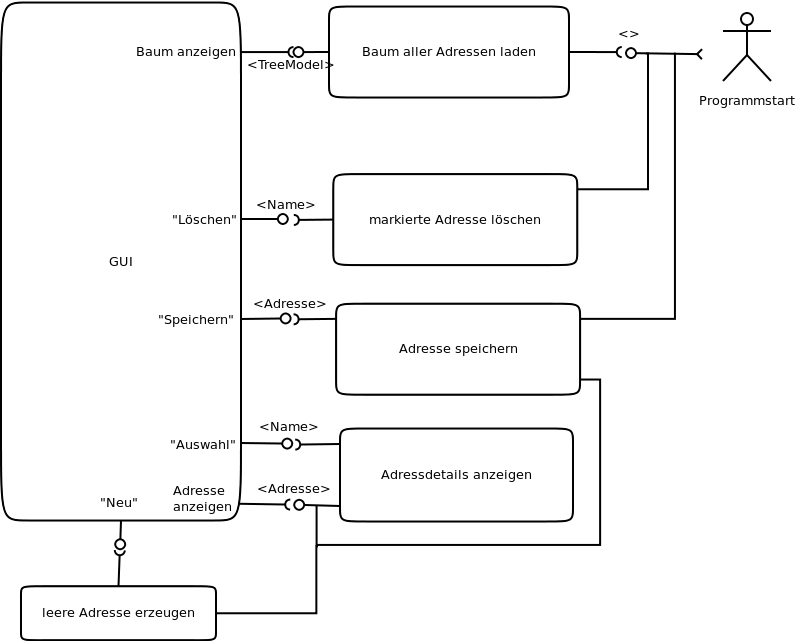 <>
Baum anzeigen
Baum aller Adressen laden
<TreeModel>
Programmstart
<Name>
"Löschen"
markierte Adresse löschen
GUI
<Adresse>
"Speichern"
Adresse speichern
<Name>
"Auswahl"
Adressdetails anzeigen
<Adresse>
Adresse
anzeigen
"Neu"
leere Adresse erzeugen